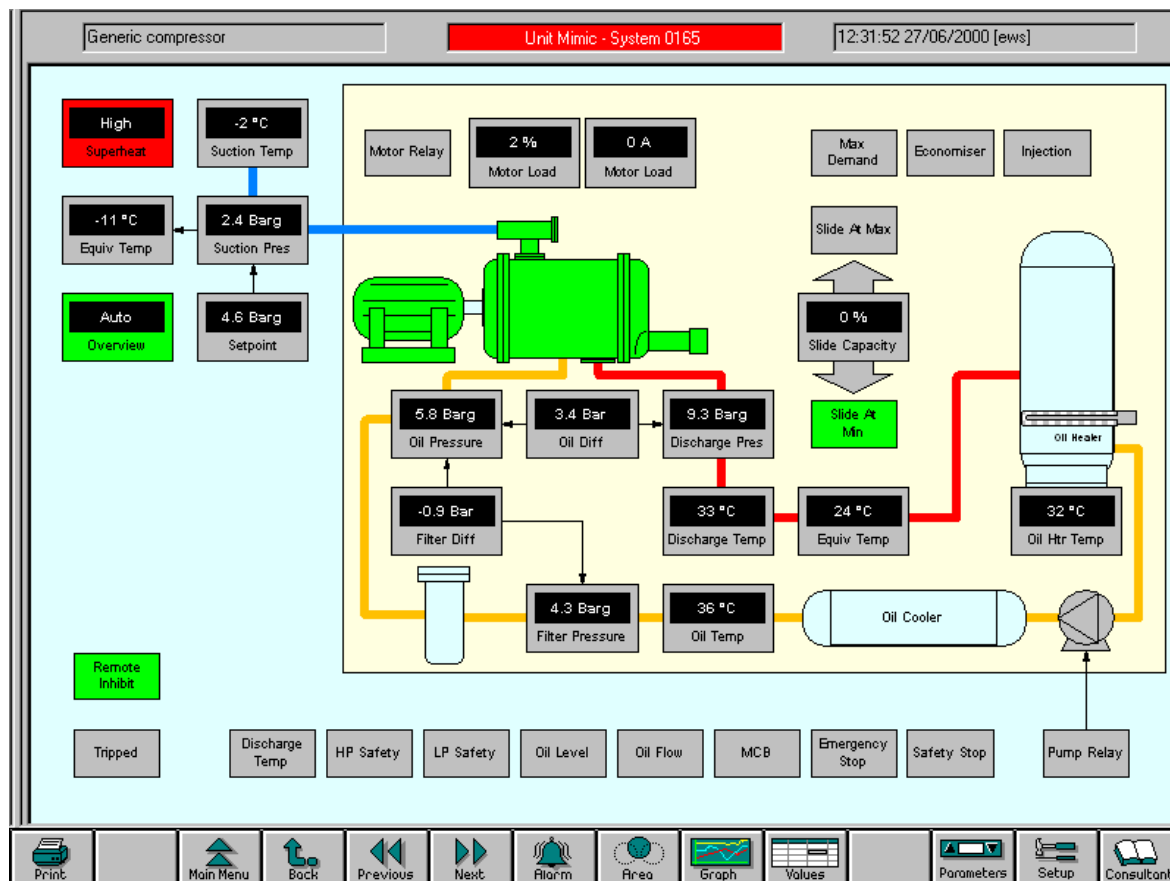 Generic compressor
Unit Mimic - System 0165
12:31:52 27/06/2000 [ews]
High
Superheat
-2 °C
Suction Temp
Motor Relay
2 %
Motor Load
0 A
Motor Load
Max
Demand
Economiser
Injection
-11 °C
Equiv Temp
2.4 Barg
Suction Pres
Slide At Max
Auto
Overview
4.6 Barg
Setpoint
0 %
Slide Capacity
5.8 Barg
Oil Pressure
3.4 Bar
Oil Diff
9.3 Barg
Discharge Pres
Slide At
Min
Oil Heater
-0.9 Bar
Filter Diff
33 °C
Discharge Temp
24 °C
Equiv Temp
32 °C
Oil Htr Temp
4.3 Barg
Filter Pressure
36 °C
Oil Temp
Oil Cooler
Remote
Inhibit
Tripped
Discharge
Temp
HP Safety
LP Safety
Oil Level
Oil Flow
MCB
Emergency
Stop
Safety Stop
Pump Relay
Print
Main Menu
Back
Previous
Next
Alarm
Area
Graph
Values
Parameters
Setup
Consultant